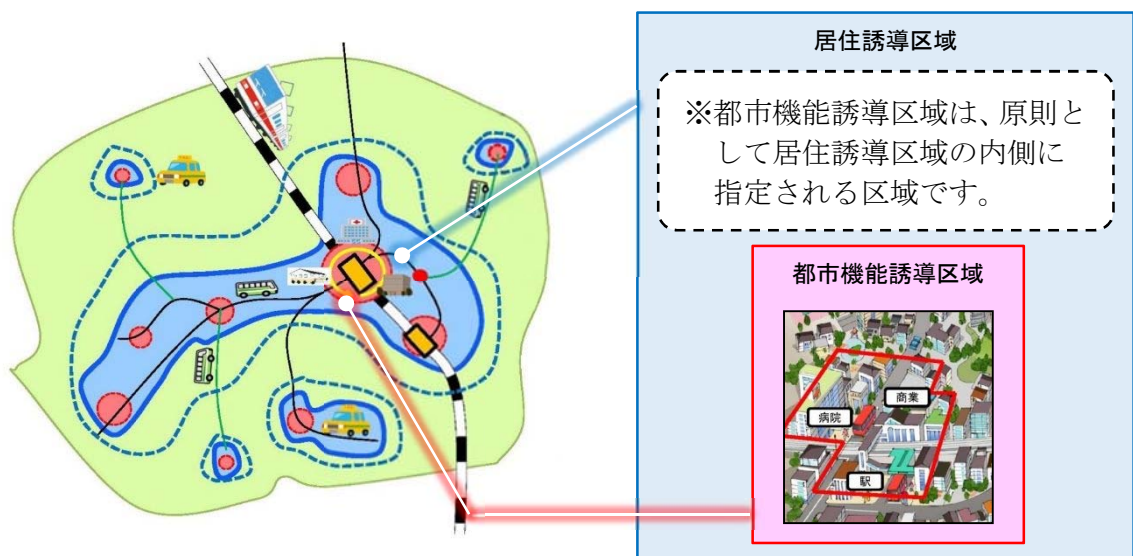 居住誘導区域
※都市機能誘導区域は、原則と
して居住誘導区域の内側に
指定される区域です。
都市機能誘導区域
商業
病院
駅